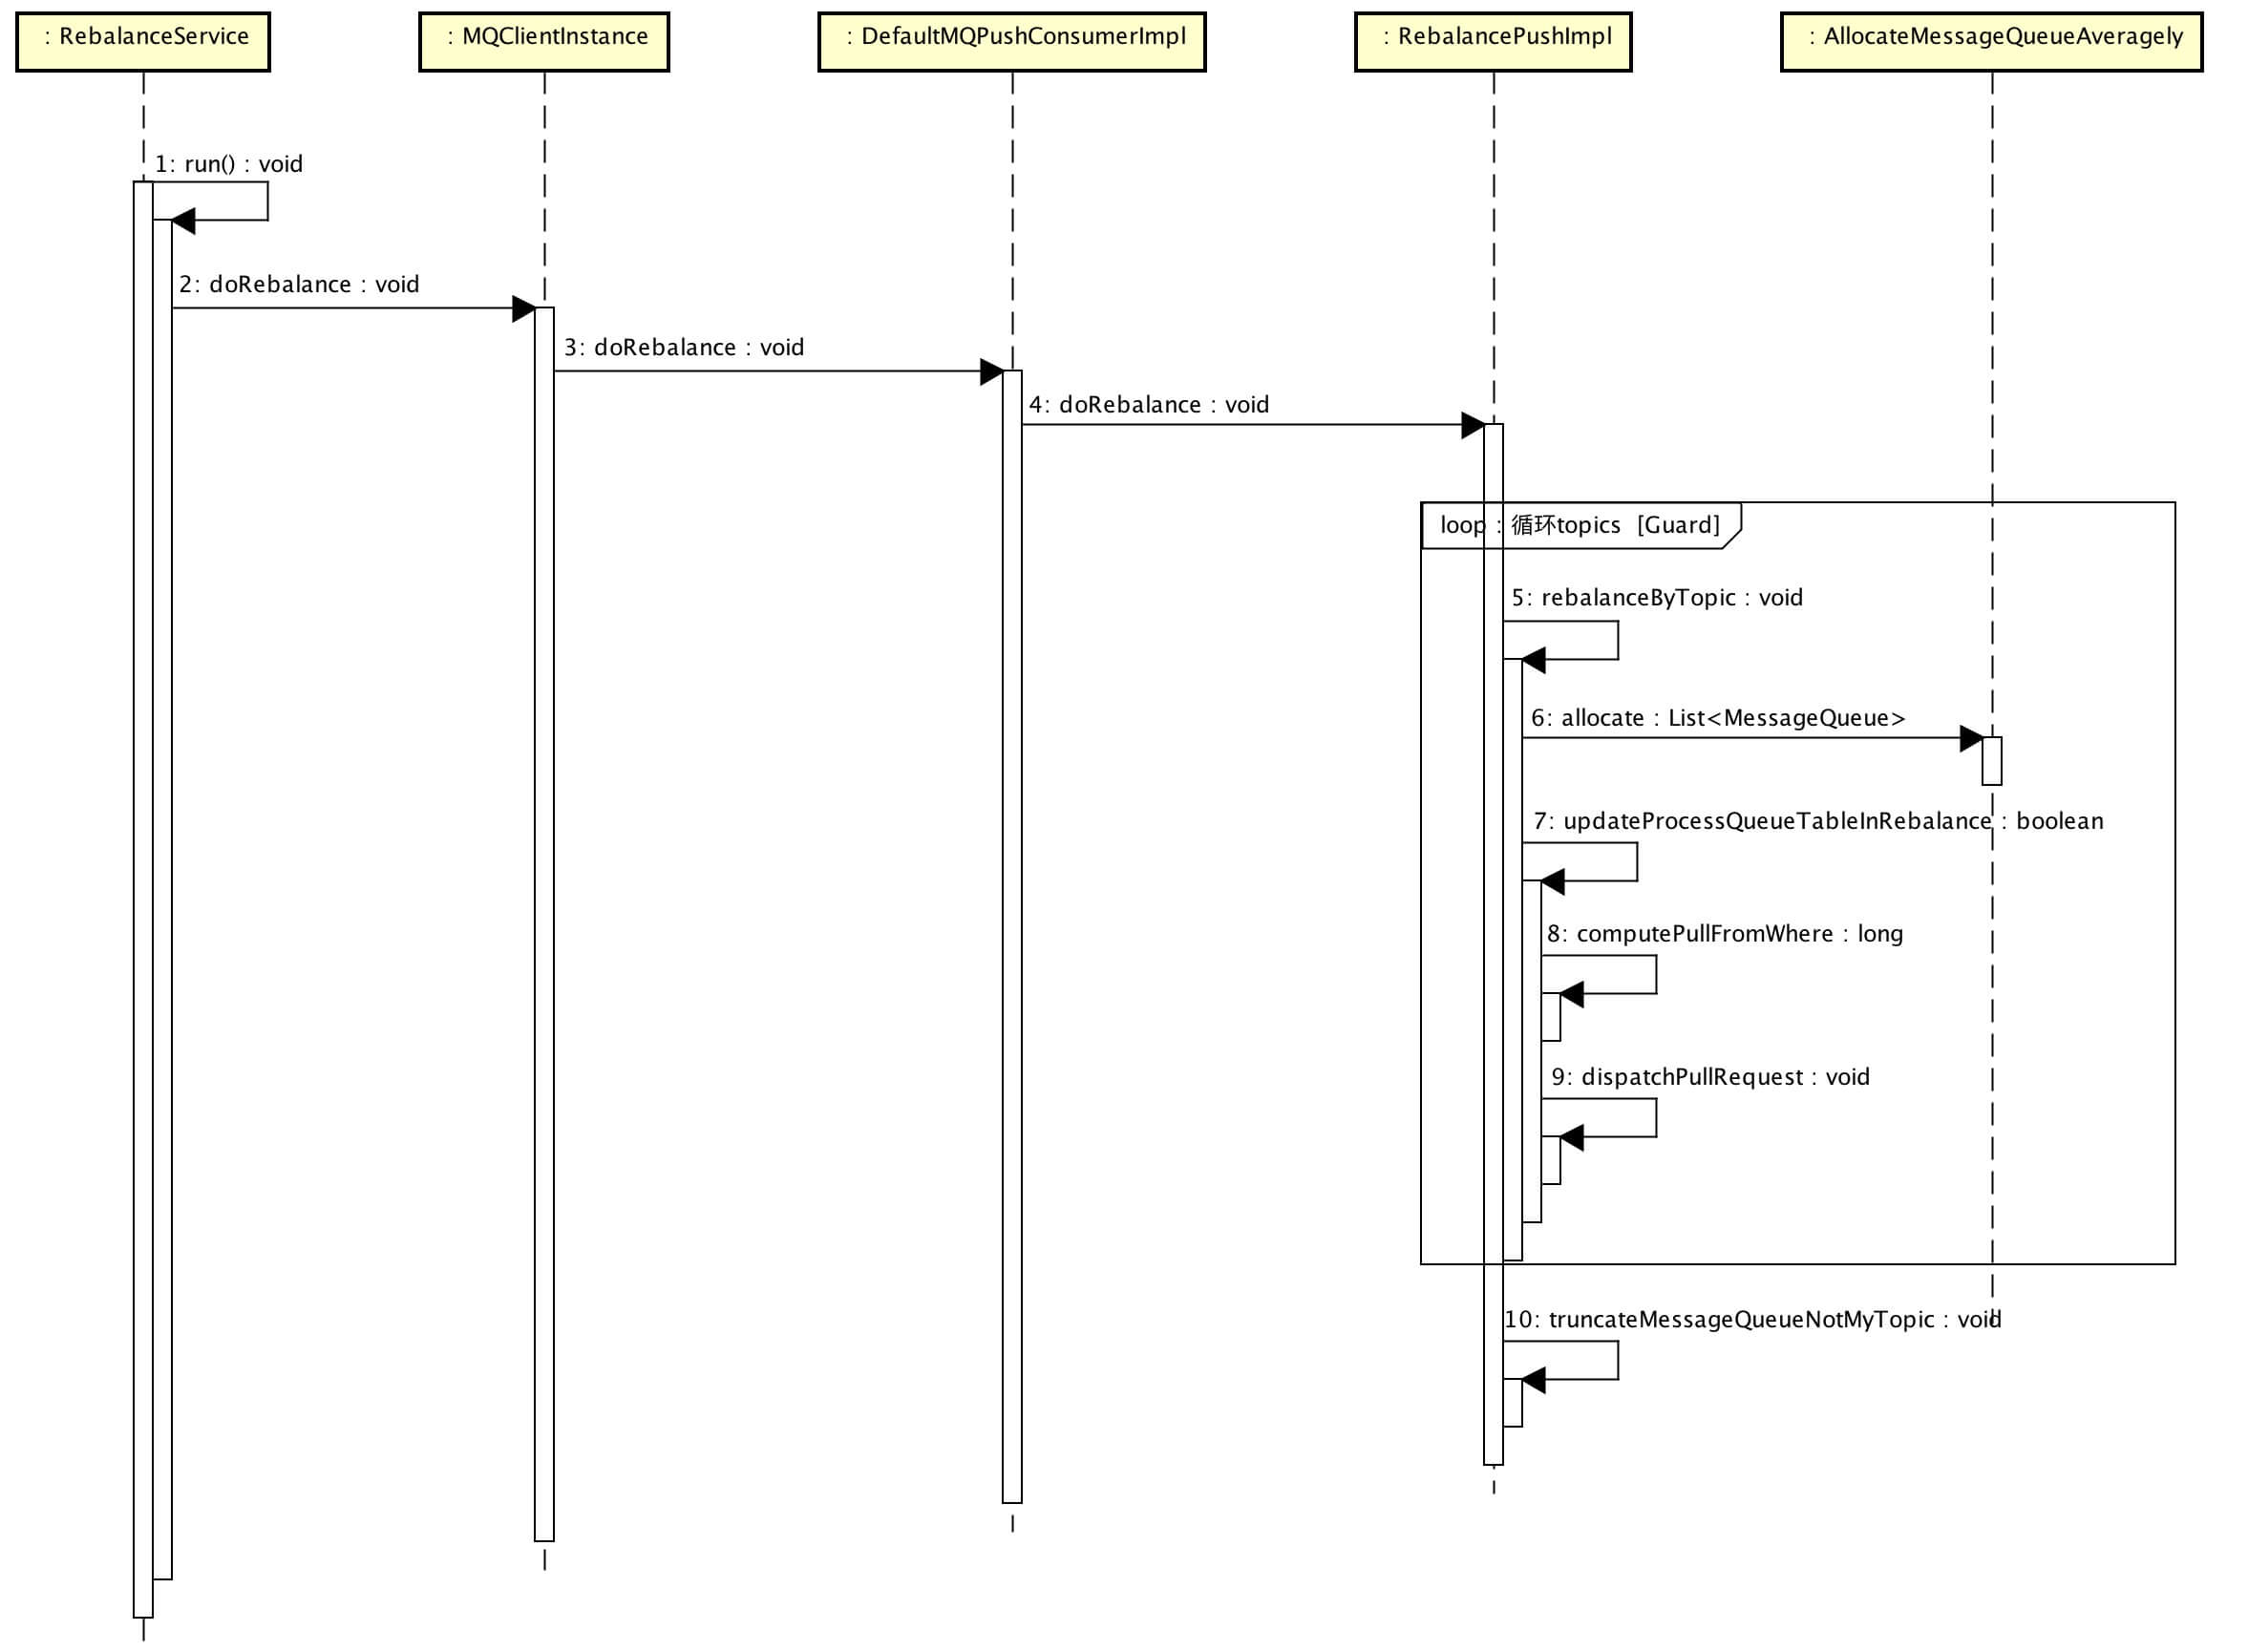 : RebalanceService
: MQClientInstance
: DefaultMQPushConsumerImpl
: RebalancePushImpl
: AllocateMessageQueueAveragely
1: run() : void
2: doRebalance : void
3: doRebalance : void
4: doRebalance : void
loop : 循环topics [Guard]
5: rebalanceByTopic : void
6: allocate : List<MessageQueue>
7: updateProcessQueueTableInRebalance : boolean
8: computePullFromWhere : long
9: dispatchPullRequest : void
10: truncateMessageQueueNotMyTopic : void